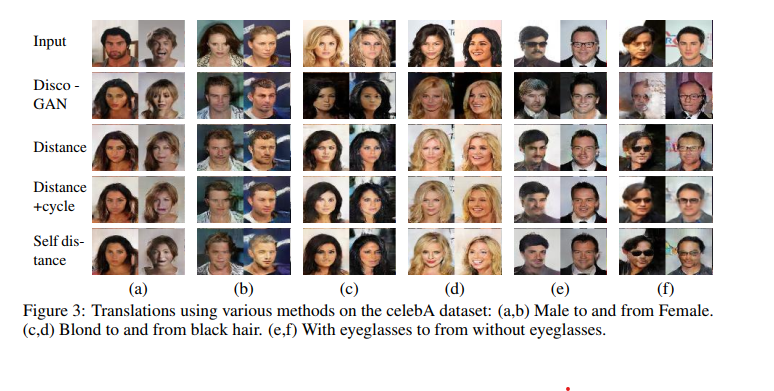 Input
Disco -
GAN
Distance
Distance
+cycle
Self dis-
tance
(a) (b) (c) (d) (e) (f)
Figure 3: Translations using various methods on the celebA dataset: (a,b) Male to and from Female.
(c,d) Blond to and from black hair. (e,f) With eyeglasses to from without eyeglasses.